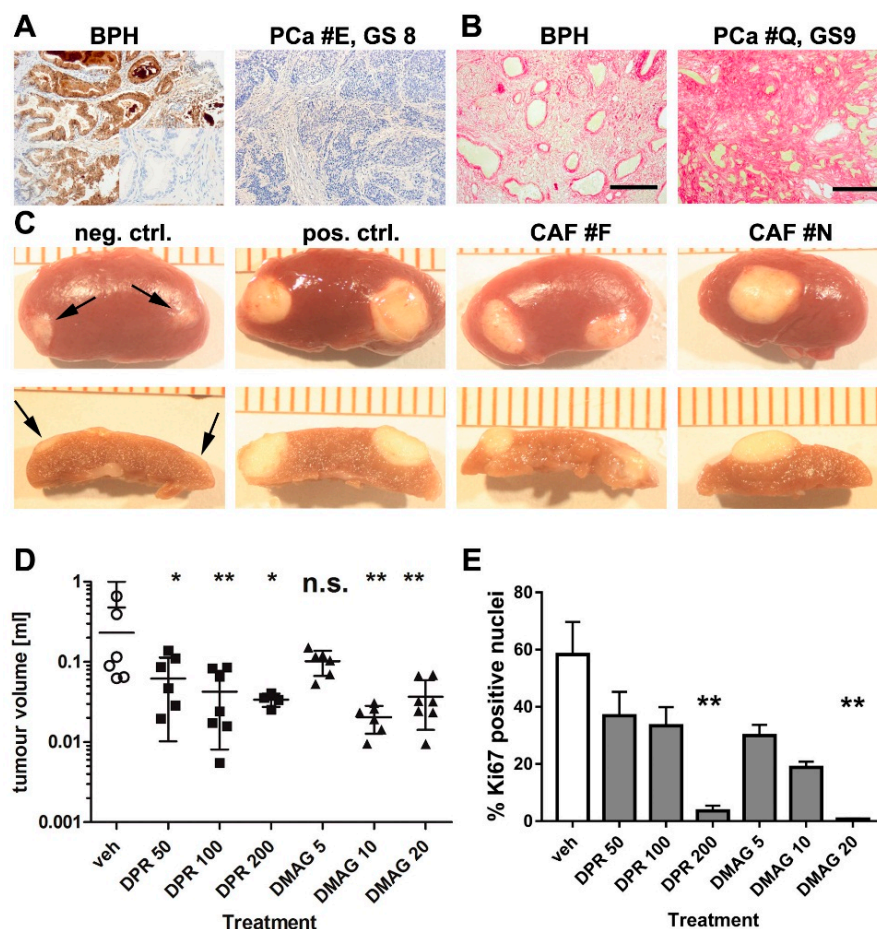 A
BPH
PCa #E, GS 8
B
BPH
PCa #Q, GS9
C
neg. ctrl.
pos. ctrl.
CAF #F
CAF #N
D
tumour volume [ml]
1
0.1
0.01
0.001
* ** * n.s. ** **
veh
DPR 50
DPR 100
DPR 200
DMAG 5
DMAG 10
DMAG 20
Treatment
E
% Ki67 positive nuclei
80
60
40
20
0
** **
veh
DPR 50
DPR 100
DPR 200
DMAG 5
DMAG 10
DMAG 20
Treatment